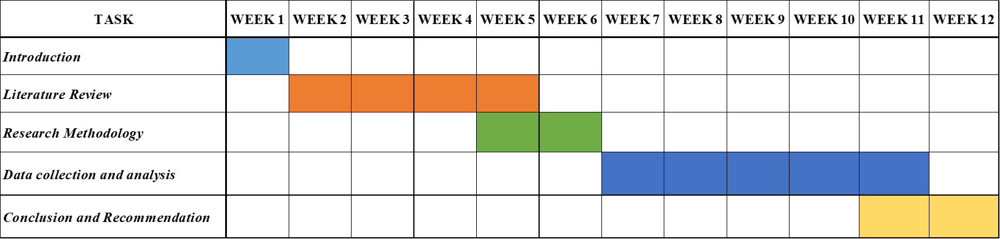 TASK WEEK 1 WEEK 2 WEEK 3 WEEK 4 WEEK 5 WEEK 6 WEEK 7 WEEK 8 WEEK 9 WEEK 10 WEEK 11 WEEK 12
Introduction
Literature Review
Research Methodology
Data collection and analysis
Conclusion and Recommendation